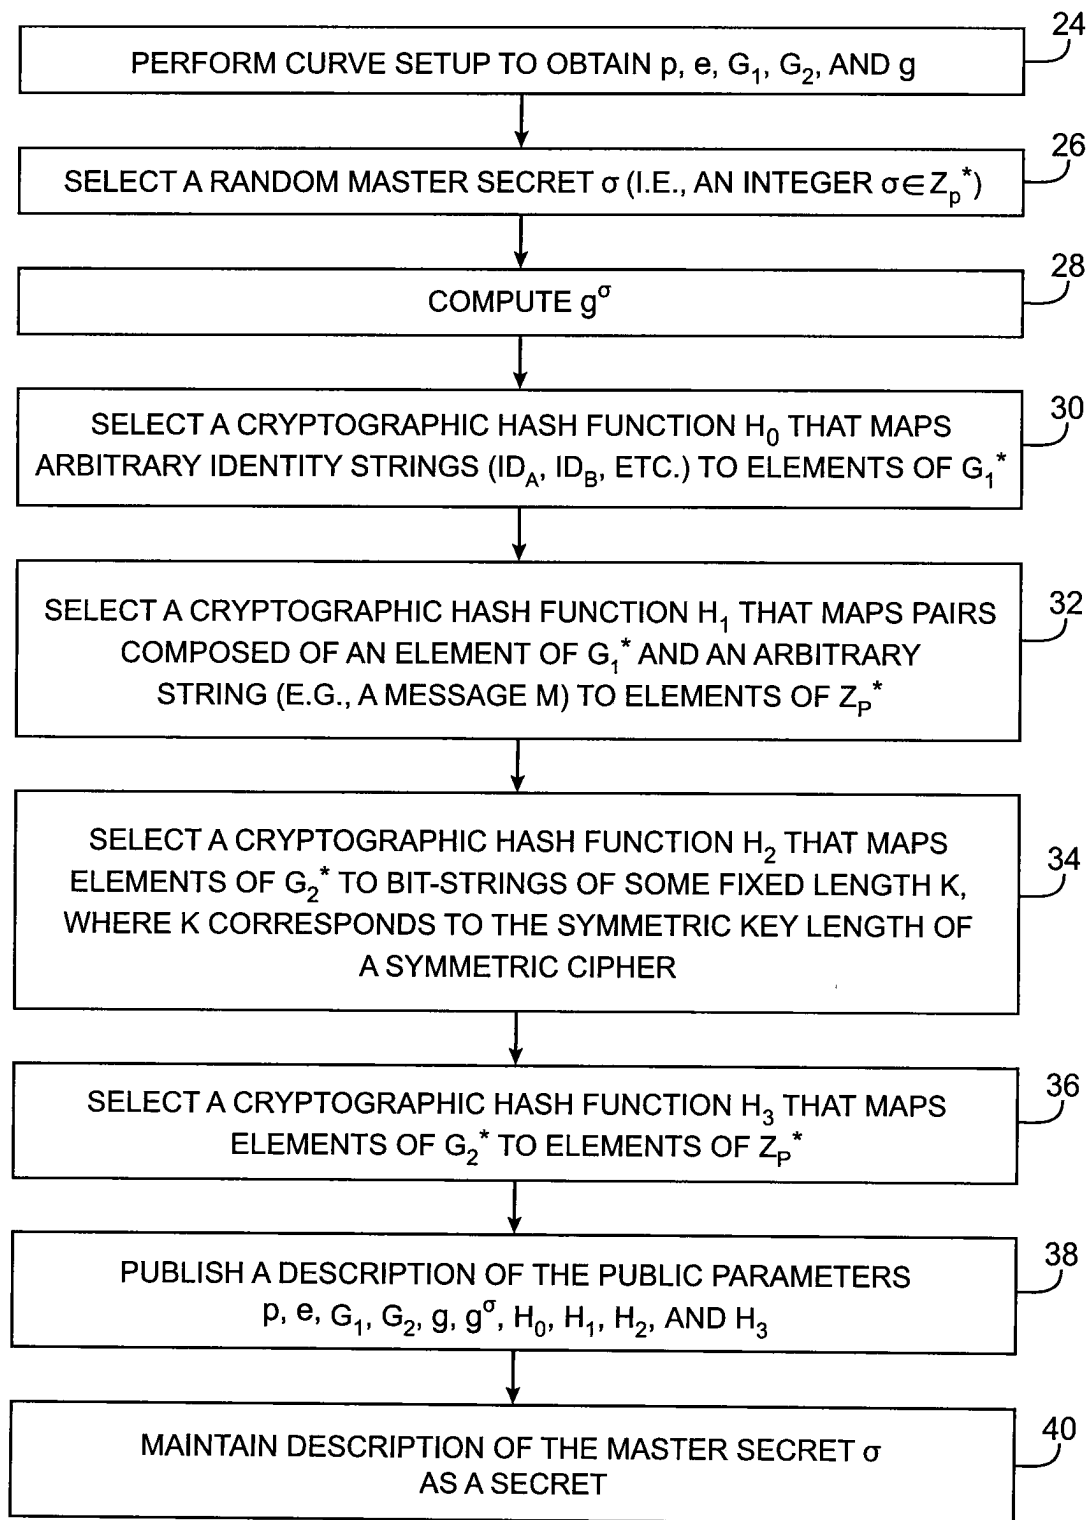 24
PERFORM CURVE SETUP TO OBTAIN p, e, G₁, G₂, AND g
26
SELECT A RANDOM MASTER SECRET σ (I.E., AN INTEGER σ∈Zₚ*)
28
COMPUTE g^σ
30
SELECT A CRYPTOGRAPHIC HASH FUNCTION H₀ THAT MAPS
ARBITRARY IDENTITY STRINGS (ID_A, ID_B, ETC.) TO ELEMENTS OF G₁*
32
SELECT A CRYPTOGRAPHIC HASH FUNCTION H₁ THAT MAPS PAIRS
COMPOSED OF AN ELEMENT OF G₁* AND AN ARBITRARY
STRING (E.G., A MESSAGE M) TO ELEMENTS OF Z_P*
34
SELECT A CRYPTOGRAPHIC HASH FUNCTION H₂ THAT MAPS
ELEMENTS OF G₂* TO BIT-STRINGS OF SOME FIXED LENGTH K,
WHERE K CORRESPONDS TO THE SYMMETRIC KEY LENGTH OF
A SYMMETRIC CIPHER
36
SELECT A CRYPTOGRAPHIC HASH FUNCTION H₃ THAT MAPS
ELEMENTS OF G₂* TO ELEMENTS OF Z_P*
38
PUBLISH A DESCRIPTION OF THE PUBLIC PARAMETERS
p, e, G₁, G₂, g, g^σ, H₀, H₁, H₂, AND H₃
40
MAINTAIN DESCRIPTION OF THE MASTER SECRET σ
AS A SECRET